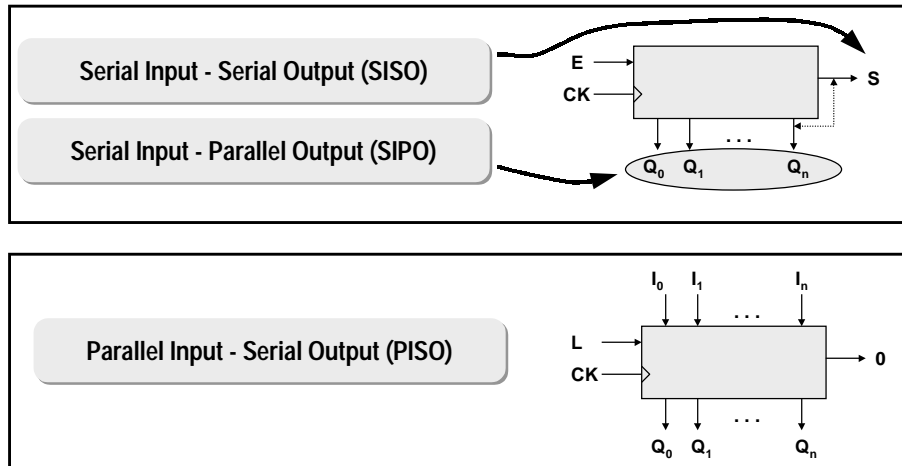 Serial Input - Serial Output (SISO)
E
S
CK
Serial Input - Parallel Output (SIPO)
. . .
Q0 Q1 Qn
I0 I1 In
. . .
Parallel Input - Serial Output (PISO)
L
0
CK
. . .
Q0 Q1 Qn